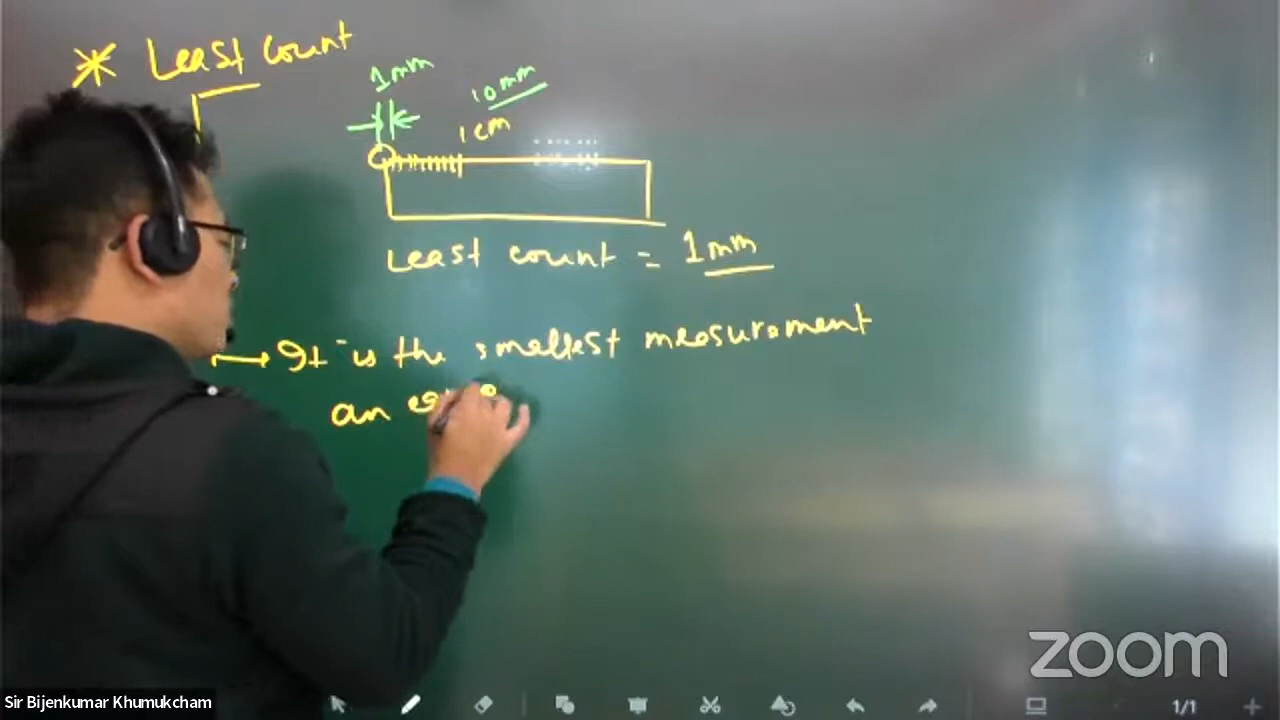 * Least count
1mm
10mm
1cm
Least count = 1mm
→ It is the smallest measurement
an
zoom
Sir Bijenkumar Khumukcham
1/1